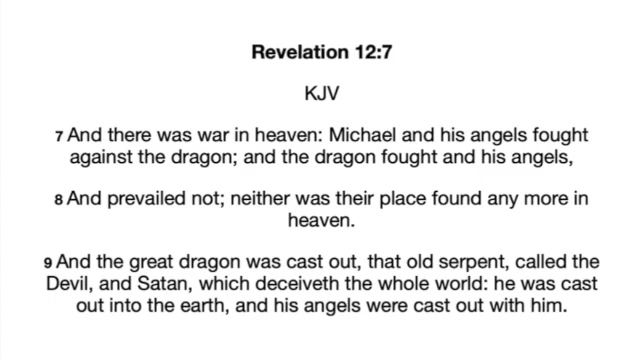 Revelation 12:7
KJV
7 And there was war in heaven: Michael and his angels fought
against the dragon; and the dragon fought and his angels,
8 And prevailed not; neither was their place found any more in
heaven.
9 And the great dragon was cast out, that old serpent, called the
Devil, and Satan, which deceiveth the whole world: he was cast
out into the earth, and his angels were cast out with him.